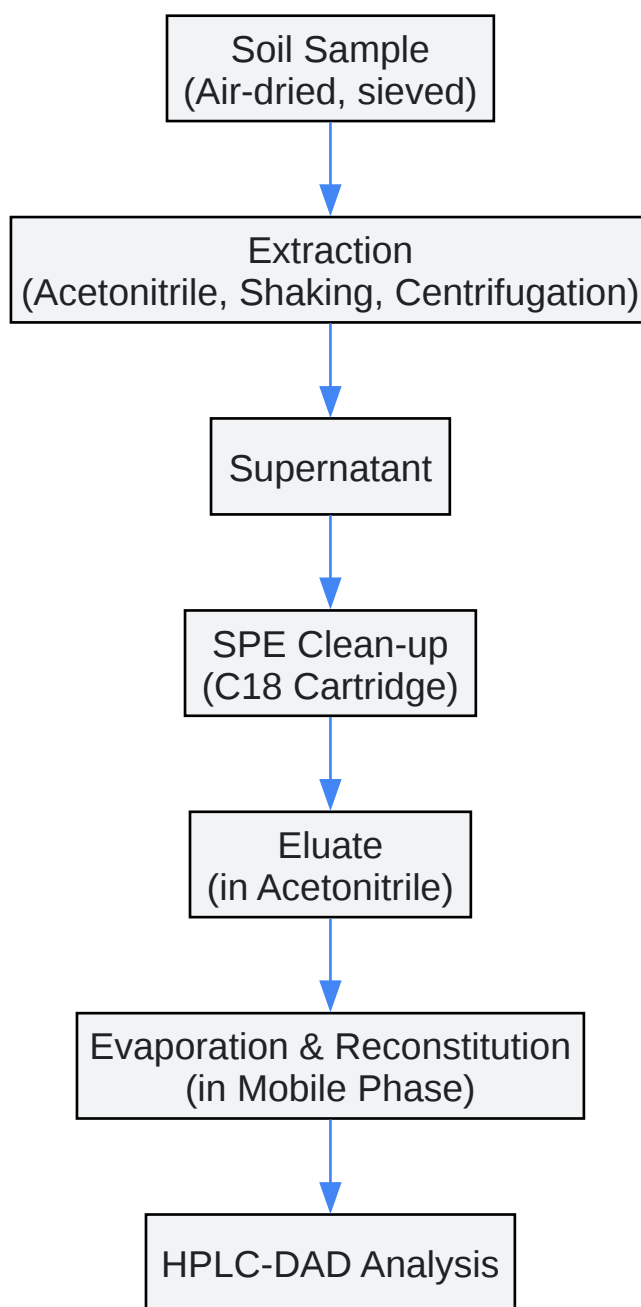 Soil Sample
(Air-dried, sieved)
Extraction
(Acetonitrile, Shaking, Centrifugation)
Supernatant
SPE Clean-up
(C18 Cartridge)
Eluate
(in Acetonitrile)
Evaporation & Reconstitution
(in Mobile Phase)
HPLC-DAD Analysis